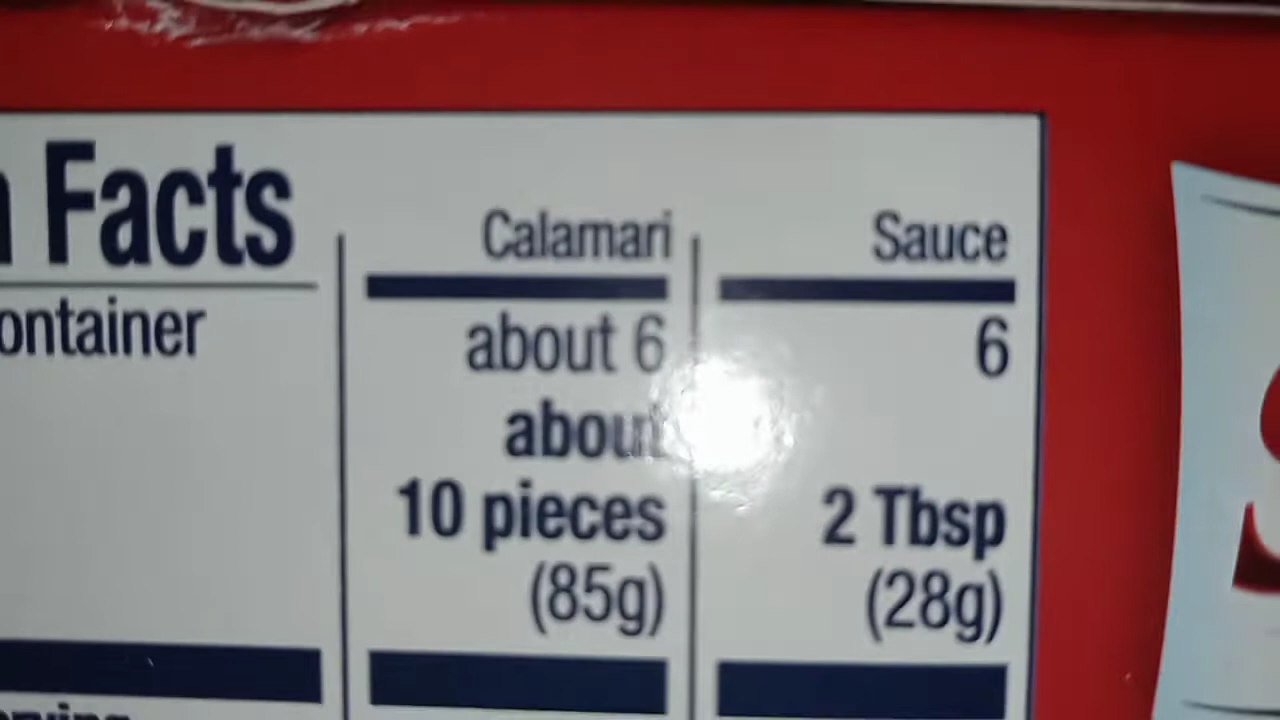 Facts
Calamari Sauce
ontainer about 6 6
about
10 pieces 2 Tbsp
(85g) (28g)